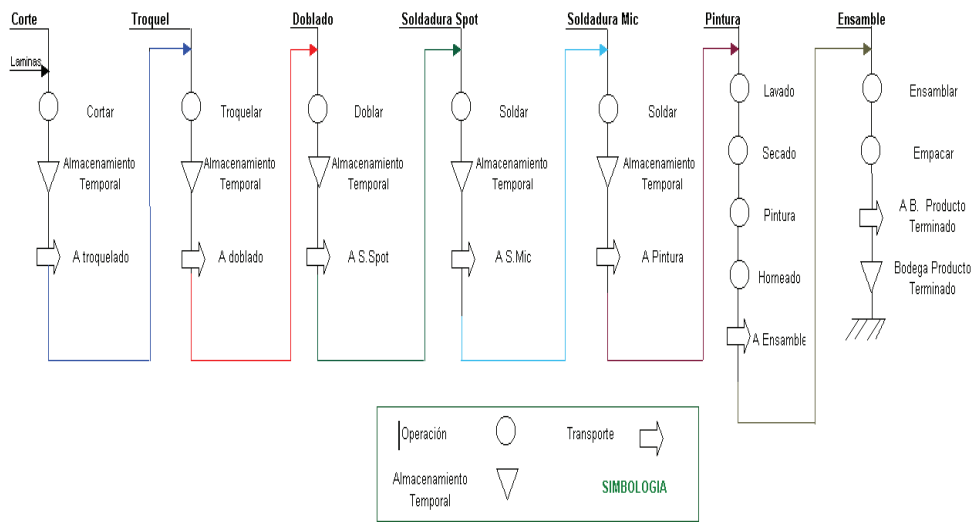 Corte
Troquel
Doblado
Soldadura Spot
Soldadura Mic
Pintura
Ensamble
Laminas
Cortar
Troquelar
Doblar
Soldar
Soldar
Lavado
Ensamblar
Almacenamiento
Temporal
Almacenamiento
Temporal
Almacenamiento
Temporal
Almacenamiento
Temporal
Almacenamiento
Temporal
Secado
Empacar
Pintura
A B. Producto
Terminado
A troquelado
A doblado
A S.Spot
A S.Mic
A Pintura
Horneado
Bodega Producto
Terminado
A Ensamble
Operación
Transporte
Almacenamiento
Temporal
SIMBOLOGIA